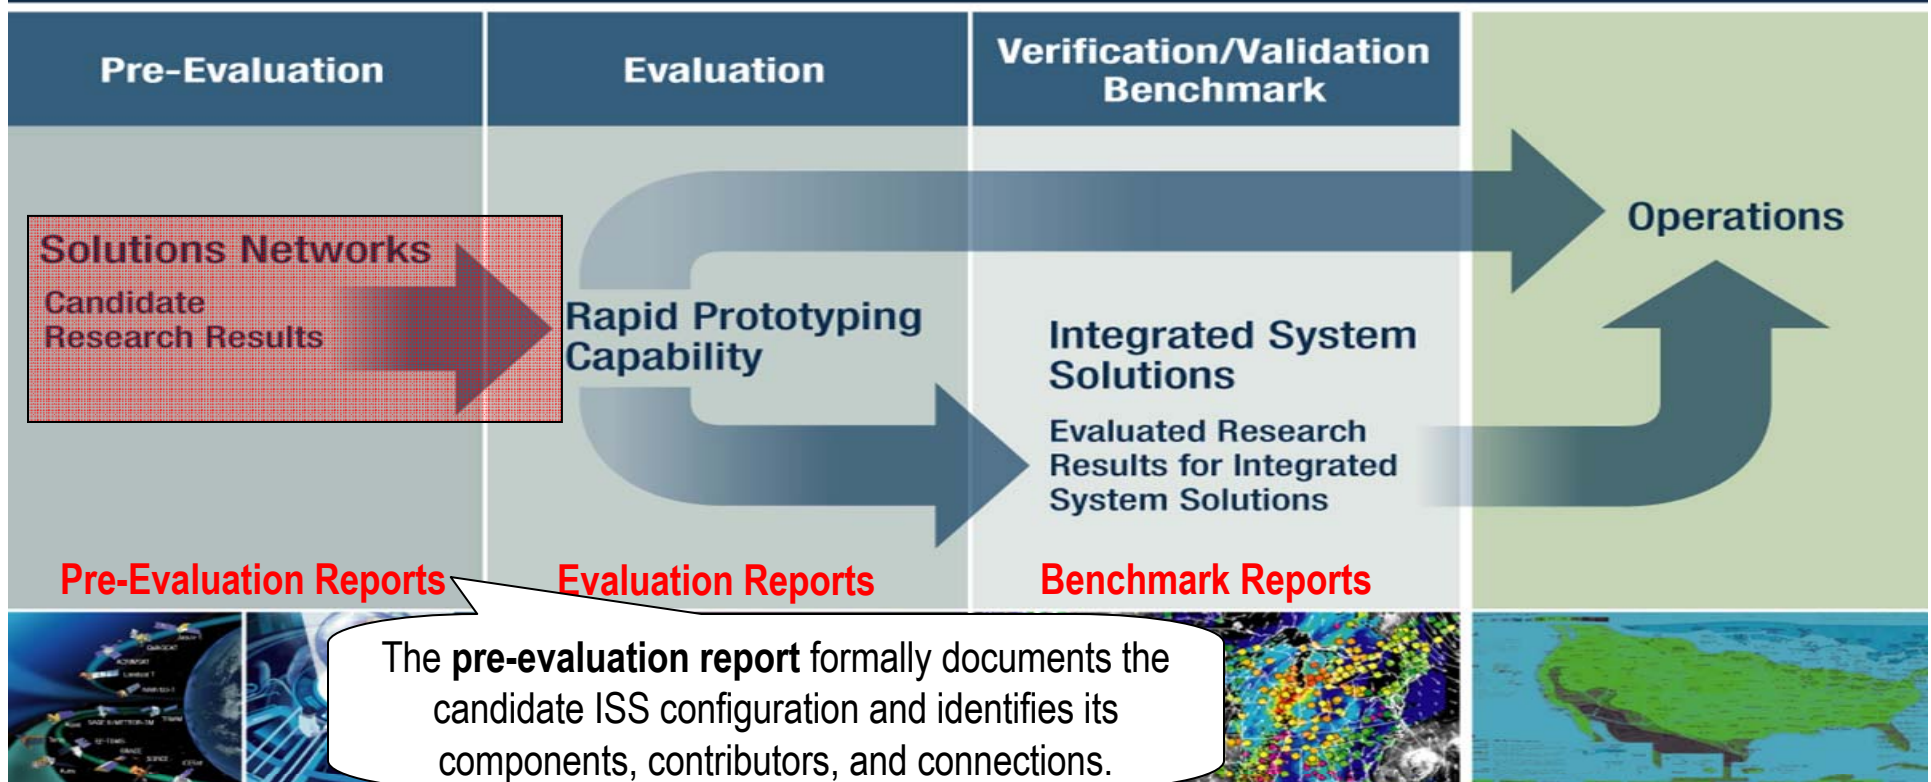 Pre-Evaluation
Evaluation
Verification/Validation
Benchmark
Solutions Networks
Candidate
Research Results
Rapid Prototyping
Capability
Integrated System
Solutions
Evaluated Research
Results for Integrated
System Solutions
Operations
Pre-Evaluation Reports
Evaluation Reports
Benchmark Reports
The pre-evaluation report formally documents the
candidate ISS configuration and identifies its
components, contributors, and connections.